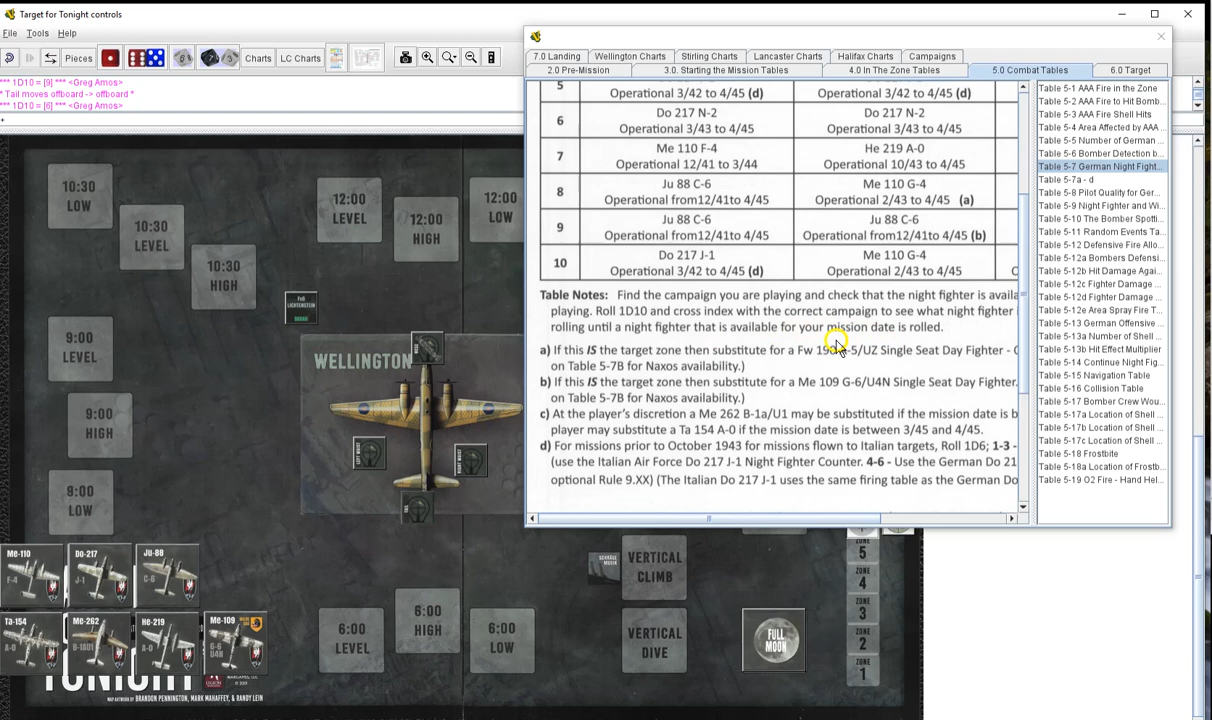 Target for Tonight controls
File Tools Help
Pieces
Charts
LC Charts
*** 1D10 = [9] *** <Greg Amos>
* Tail moves offboard -> offboard *
*** 1D10 = [6] *** <Greg Amos>
7.0 Landing
Wellington Charts
Stirling Charts
Lancaster Charts
Halifax Charts
Campaigns
2.0 Pre-Mission
3.0. Starting the Mission Tables
4.0 In The Zone Tables
5.0 Combat Tables
6.0 Target
5
Operational 3/42 to 4/45 (d)
Operational 3/42 to 4/45 (d)
6
Do 217 N-2
Operational 3/43 to 4/45
Do 217 N-2
Operational 3/43 to 4/45
7
Me 110 F-4
Operational 12/41 to 3/44
He 219 A-0
Operational 10/43 to 4/45
8
Ju 88 C-6
Operational from12/41to 4/45
Me 110 G-4
Operational 2/43 to 4/45 (a)
9
Ju 88 C-6
Operational from12/41to 4/45
Ju 88 C-6
Operational from12/41to 4/45 (b)
10
Do 217 J-1
Operational 3/42 to 4/45 (d)
Me 110 G-4
Operational 2/43 to 4/45
Table Notes: Find the campaign you are playing and check that the night fighter is availa
playing. Roll 1D10 and cross index with the correct campaign to see what night fighter
rolling until a night fighter that is available for your mission date is rolled.
a) If this IS the target zone then substitute for a Fw 190 -5/UZ Single Seat Day Fighter -
on Table 5-7B for Naxos availability.)
b) If this IS the target zone then substitute for a Me 109 G-6/U4N Single Seat Day Fighter.
on Table 5-7B for Naxos availability.)
c) At the player's discretion a Me 262 B-1a/U1 may be substituted if the mission date is b
player may substitute a Ta 154 A-0 if the mission date is between 3/45 and 4/45.
d) For missions prior to October 1943 for missions flown to Italian targets, Roll 1D6; 1-3 -
(use the Italian Air Force Do 217 J-1 Night Fighter Counter. 4-6 - Use the German Do 21
optional Rule 9.XX) (The Italian Do 217 J-1 uses the same firing table as the German Do
Table 5-1 AAA Fire in the Zone
Table 5-2 AAA Fire to Hit Bomb...
Table 5-3 AAA Fire Shell Hits
Table 5-4 Area Affected by AAA ...
Table 5-5 Number of German ...
Table 5-6 Bomber Detection b...
Table 5-7 German Night Fight...
Table 5-7a - d
Table 5-8 Pilot Quality for Ger...
Table 5-9 Night Fighter and Wi...
Table 5-10 The Bomber Spotti...
Table 5-11 Random Events Ta...
Table 5-12 Defensive Fire Allo...
Table 5-12a Bombers Defensi...
Table 5-12b Hit Damage Agai...
Table 5-12c Fighter Damage ...
Table 5-12d Fighter Damage ...
Table 5-12e Area Spray Fire T...
Table 5-13 German Offensive ...
Table 5-13a Number of Shell ...
Table 5-13b Hit Effect Multiplier
Table 5-14 Continue Night Fig...
Table 5-15 Navigation Table
Table 5-16 Collision Table
Table 5-17 Bomber Crew Wou...
Table 5-17a Location of Shell ...
Table 5-17b Location of Shell ...
Table 5-17c Location of Shell ...
Table 5-18 Frostbite
Table 5-18a Location of Frostb...
Table 5-19 O2 Fire - Hand Hel...
10:30
LOW
10:30
LEVEL
10:30
HIGH
12:00
LEVEL
12:00
HIGH
12:00
LOW
FuG
LICHTENSTEIN
RADAR
9:00
LEVEL
9:00
HIGH
9:00
LOW
WELLINGTON
NOSE
LEFT WAIST
RIGHT WAIST
TAIL
Me-110
F-4
Do-217
J-1
Ju-88
C-6
Ta-154
A-0
Me-262
B-1AU1
He-219
A-0
Me-109
G-6
U4N
6:00
LEVEL
6:00
HIGH
6:00
LOW
SCHRÄGE
MUSIK
VERTICAL
CLIMB
VERTICAL
DIVE
FULL
MOON
ZONE
5
ZONE
4
ZONE
3
ZONE
2
ZONE
1
TONIGHT
MAP ARTWORK BY BRANDON PENNINGTON, MARK MAHAFFEY, & RANDY LEIN